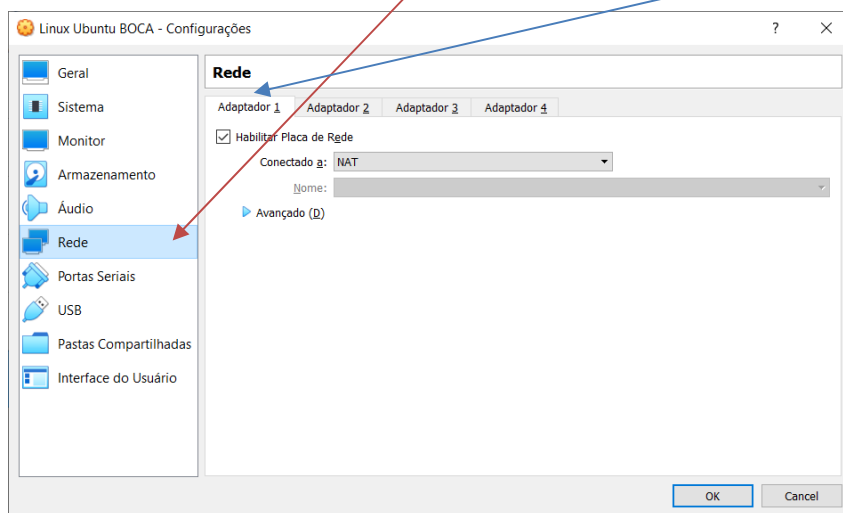 Linux Ubuntu BOCA - Configurações
Geral
Sistema
Monitor
Armazenamento
Áudio
Rede
Portas Seriais
USB
Pastas Compartilhadas
Interface do Usuário
Rede
Adaptador 1 Adaptador 2 Adaptador 3 Adaptador 4
Habilitar Placa de Rede
Conectado a: NAT
Nome:
Avançado (D)
OK Cancel